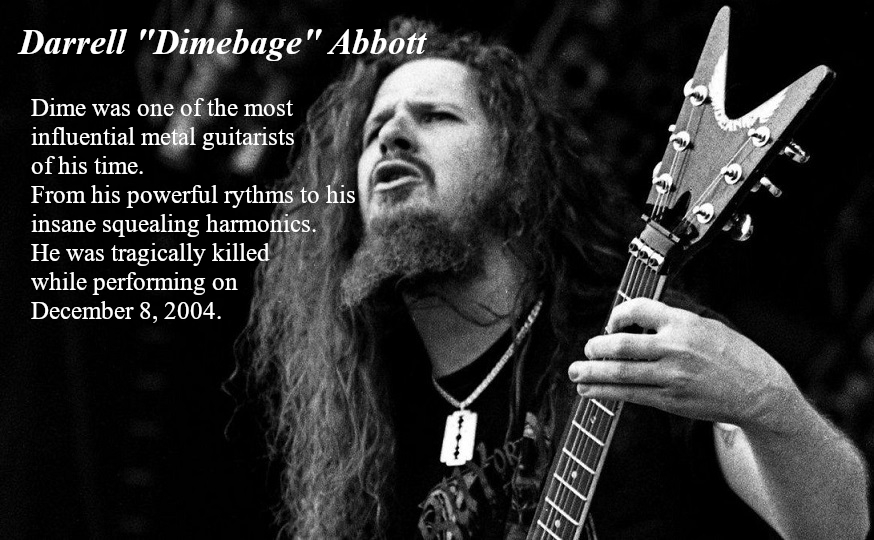 Darrell "Dimebage" Abbott
Dime was one of the most
influential metal guitarists
of his time.
From his powerful rythms to his
insane squealing harmonics.
He was tragically killed
while performing on
December 8, 2004.